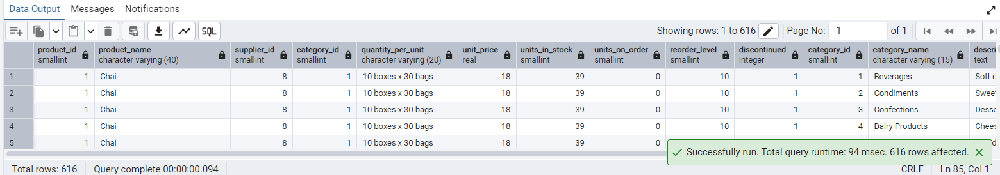 Data Output Messages Notifications
SQL Showing rows: 1 to 616 Page No: 1 of 1
product_id product_name supplier_id category_id quantity_per_unit unit_price units_in_stock units_on_order reorder_level discontinued category_id category_name descri
smallint character varying (40) smallint smallint character varying (20) real smallint smallint smallint integer smallint character varying (15) text
1 1 Chai 8 1 10 boxes x 30 bags 18 39 0 10 1 1 Beverages Soft d
2 1 Chai 8 1 10 boxes x 30 bags 18 39 0 10 1 2 Condiments Sweet
3 1 Chai 8 1 10 boxes x 30 bags 18 39 0 10 1 3 Confections Desse
4 1 Chai 8 1 10 boxes x 30 bags 18 39 0 10 1 4 Dairy Products Chees
5 1 Chai 8 1 10 boxes x 30 bags 18 39 0
Successfully run. Total query runtime: 94 msec. 616 rows affected.
Total rows: 616 Query complete 00:00:00.094 CRLF Ln 85, Col 1